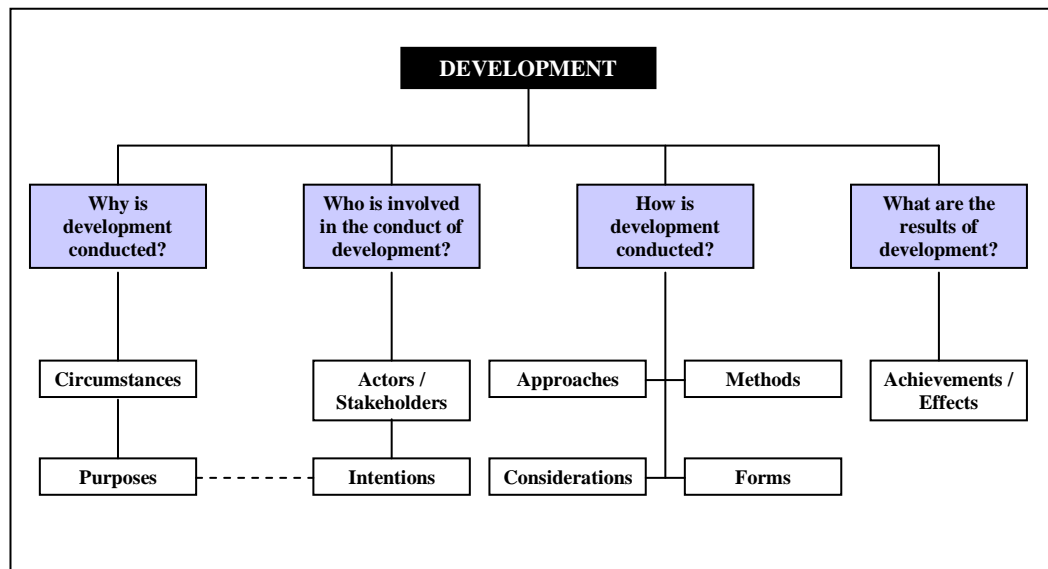 DEVELOPMENT
Why is
development
conducted?
Who is involved
in the conduct of
development?
How is
development
conducted?
What are the
results of
development?
Circumstances
Actors /
Stakeholders
Approaches
Methods
Achievements /
Effects
Purposes
Intentions
Considerations
Forms